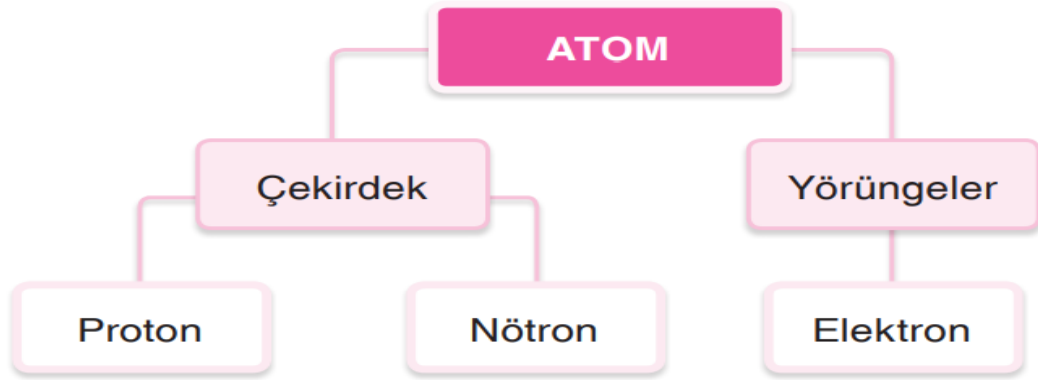 ATOM
Çekirdek
Yörüngeler
Proton
Nötron
Elektron